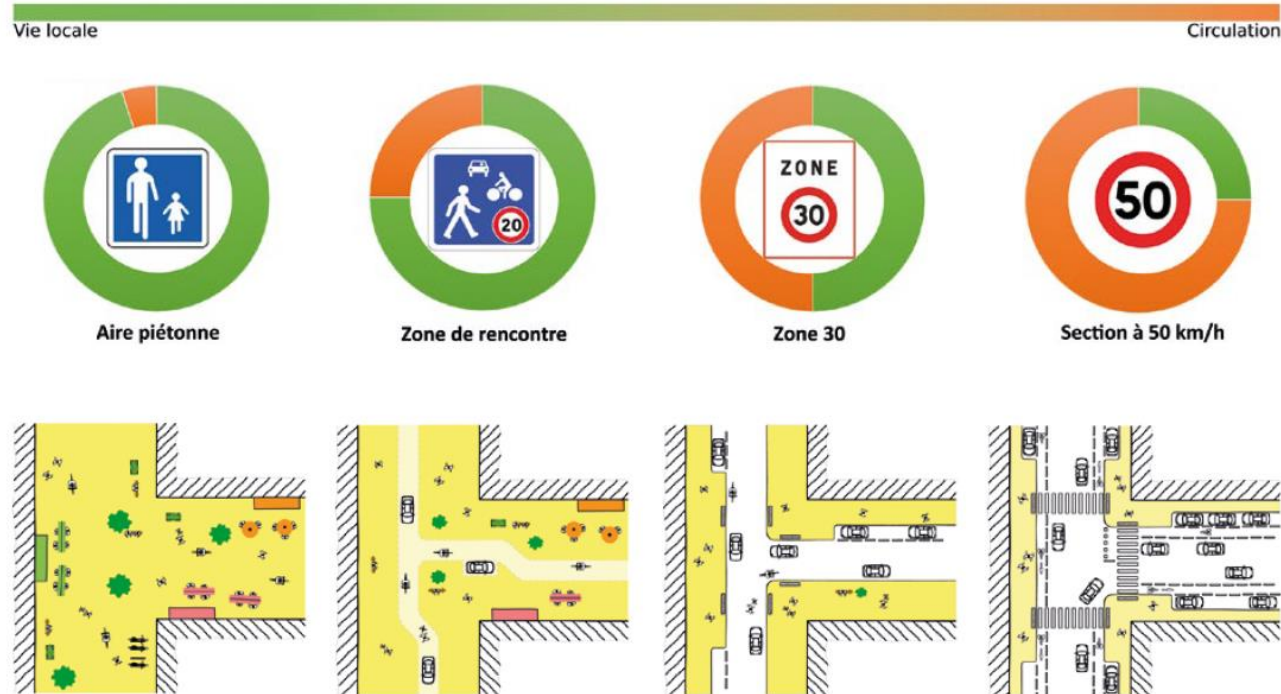 Vie locale
Circulation
20
ZONE
30
50
Aire piétonne
Zone de rencontre
Zone 30
Section à 50 km/h